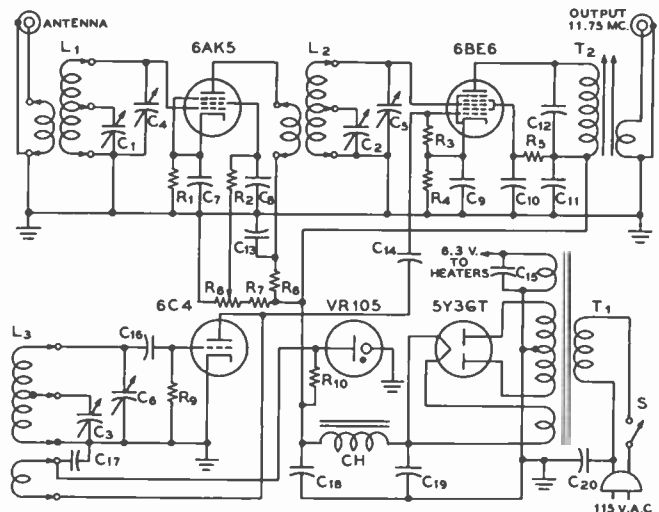 ANTENNA
L1
6AK5
L2
6BE6
OUTPUT
11.75 MC.
T2
C4
C1
C5
C2
R3
C12
R5
R1
C7
R2
C8
R4
C9
C10
C11
C13
C14
6.3 V.
TO
HEATERS
C15
R6
R7
R8
6C4
VR105
5Y3GT
T1
L3
C16
C6
R9
R10
C3
C17
CH
S
C18
C19
C20
115 V.A.C.